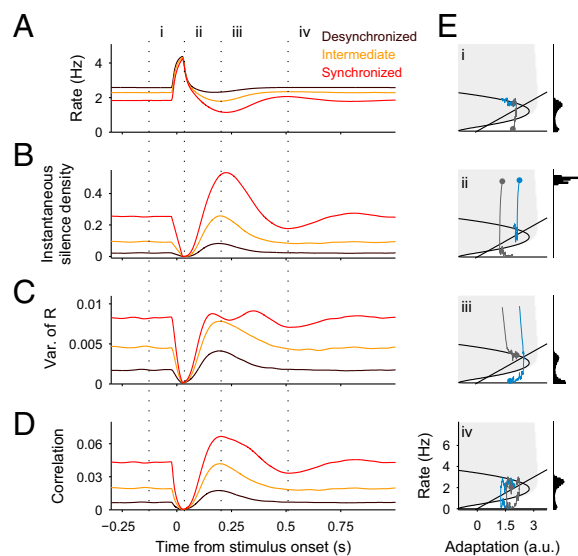 A
i ii iii iv
Desynchronized
Intermediate
Synchronized
Rate (Hz)
4
2
0
B
Instantaneous
silence density
0.4
0.2
0
C
Var. of R
0.01
0.005
0
D
Correlation
0.06
0.03
0
−0.25 0 0.25 0.5 0.75
Time from stimulus onset (s)
E
i
ii
iii
iv
Rate (Hz)
6
4
2
0
0 1.5 3
Adaptation (a.u.)